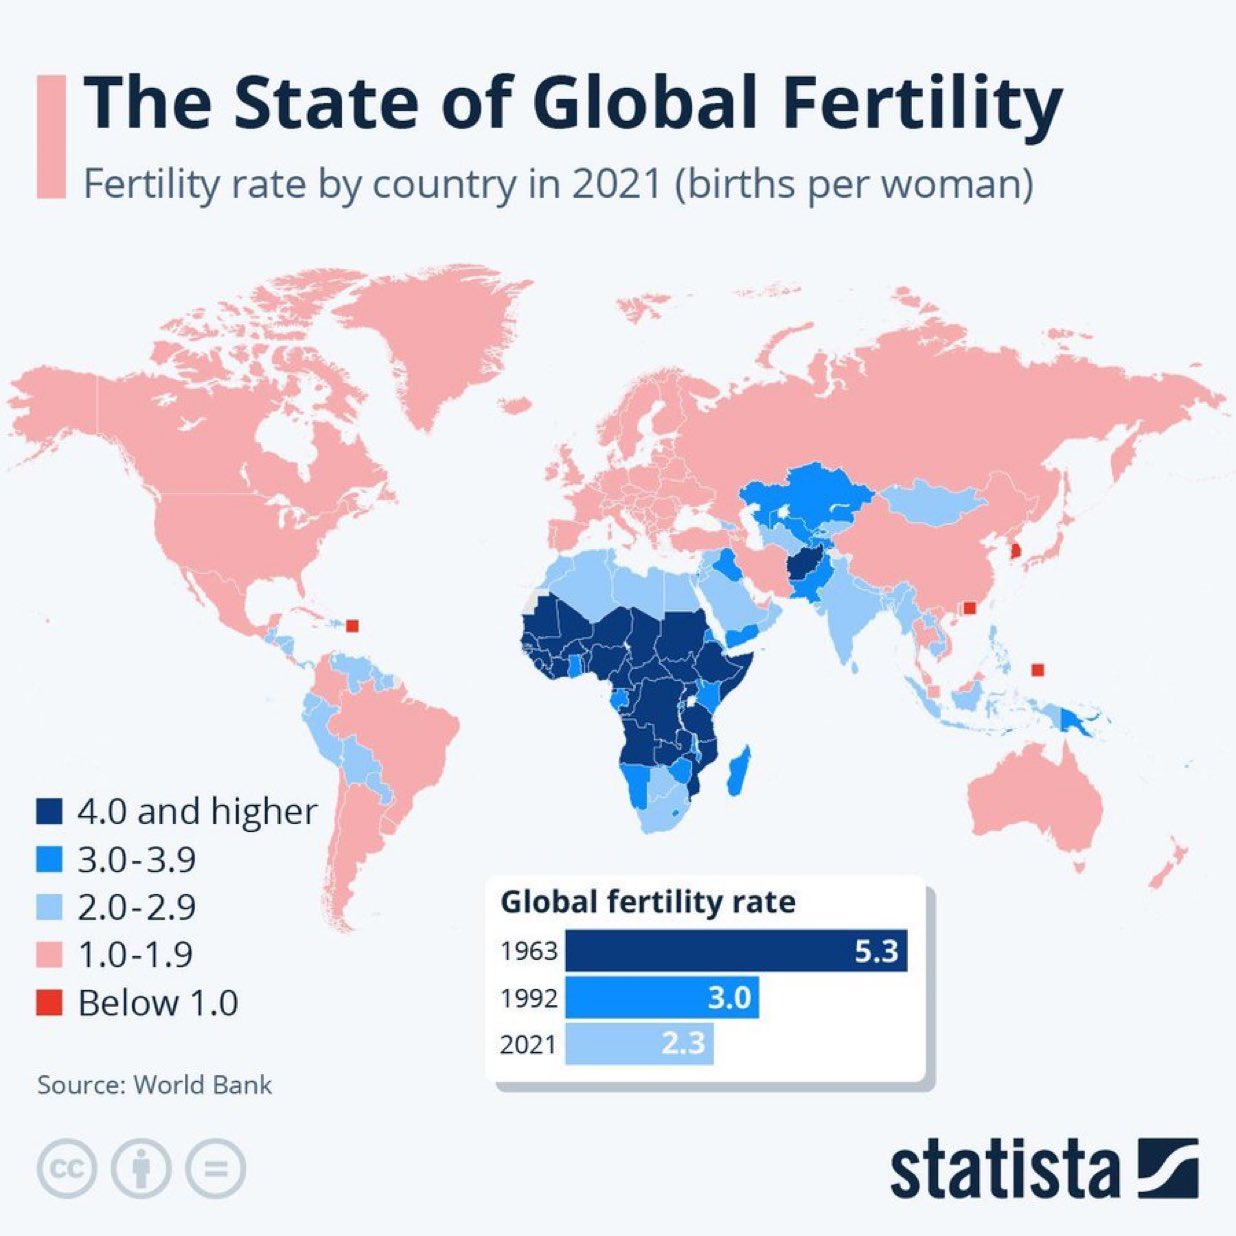 The State of Global Fertility
Fertility rate by country in 2021 (births per woman)
4.0 and higher
3.0-3.9
2.0-2.9
1.0-1.9
Below 1.0
Global fertility rate
1963 5.3
1992 3.0
2021 2.3
Source: World Bank
cc =
statista